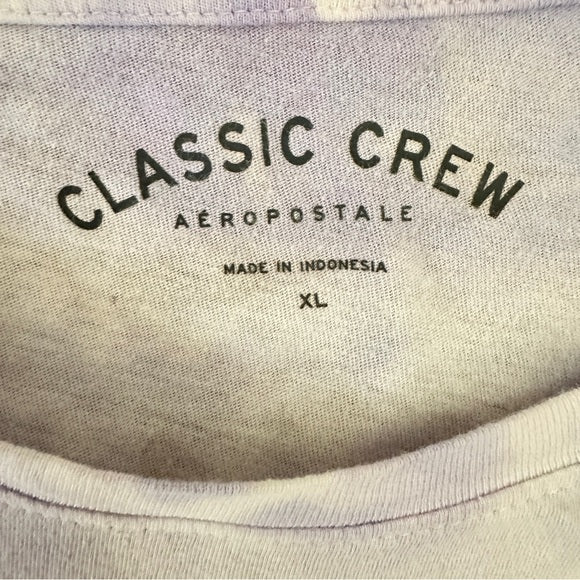 CLASSIC CREW
AÉROPOSTALE
MADE IN INDONESIA
XL